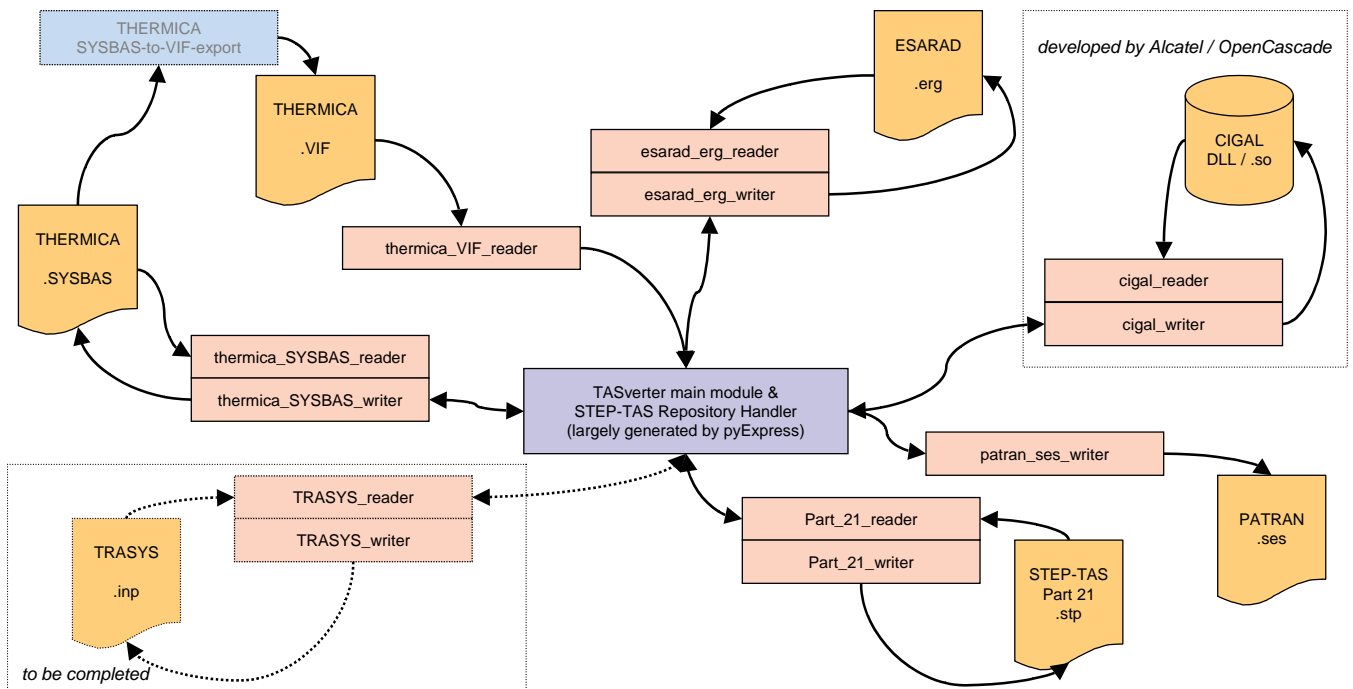 THERMICA
SYSBAS-to-VIF-export
THERMICA
.VIF
ESARAD
.erg
developed by Alcatel / OpenCascade
CIGAL
DLL / .so
esarad_erg_reader
esarad_erg_writer
THERMICA
.SYSBAS
thermica_VIF_reader
cigal_reader
cigal_writer
thermica_SYSBAS_reader
thermica_SYSBAS_writer
TASverter main module &
STEP-TAS Repository Handler
(largely generated by pyExpress)
patran_ses_writer
TRASYS_reader
TRASYS_writer
TRASYS
.inp
to be completed
Part_21_reader
Part_21_writer
STEP-TAS
Part 21
.stp
PATRAN
.ses